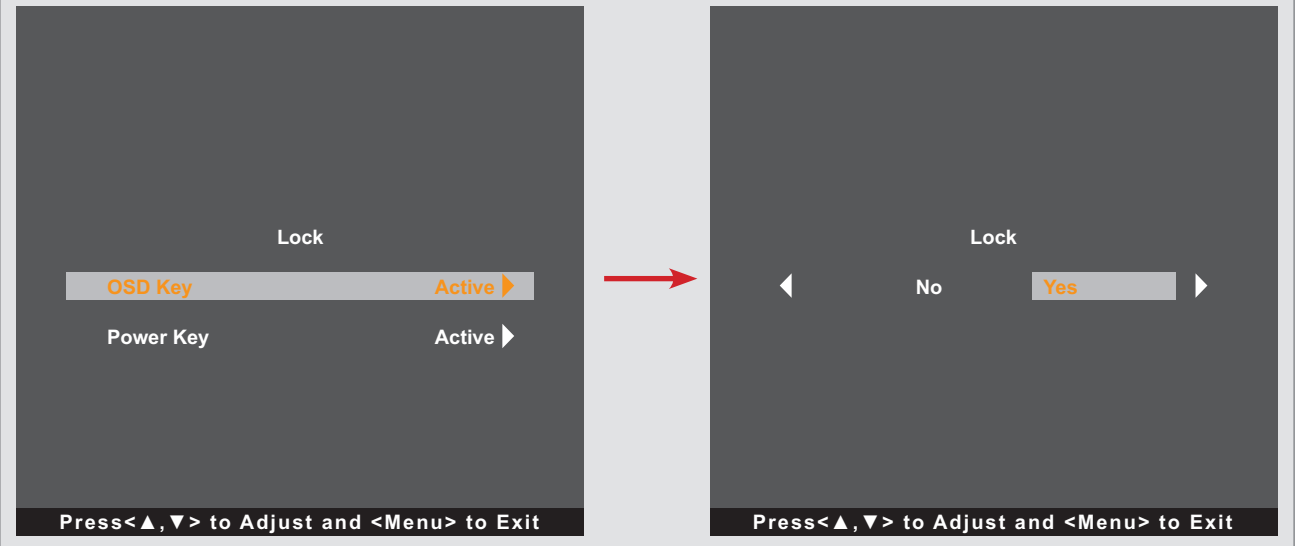 Lock
OSD Key Active
Power Key Active
Press<▲,▼> to Adjust and <Menu> to Exit
Lock
No Yes
Press<▲,▼> to Adjust and <Menu> to Exit